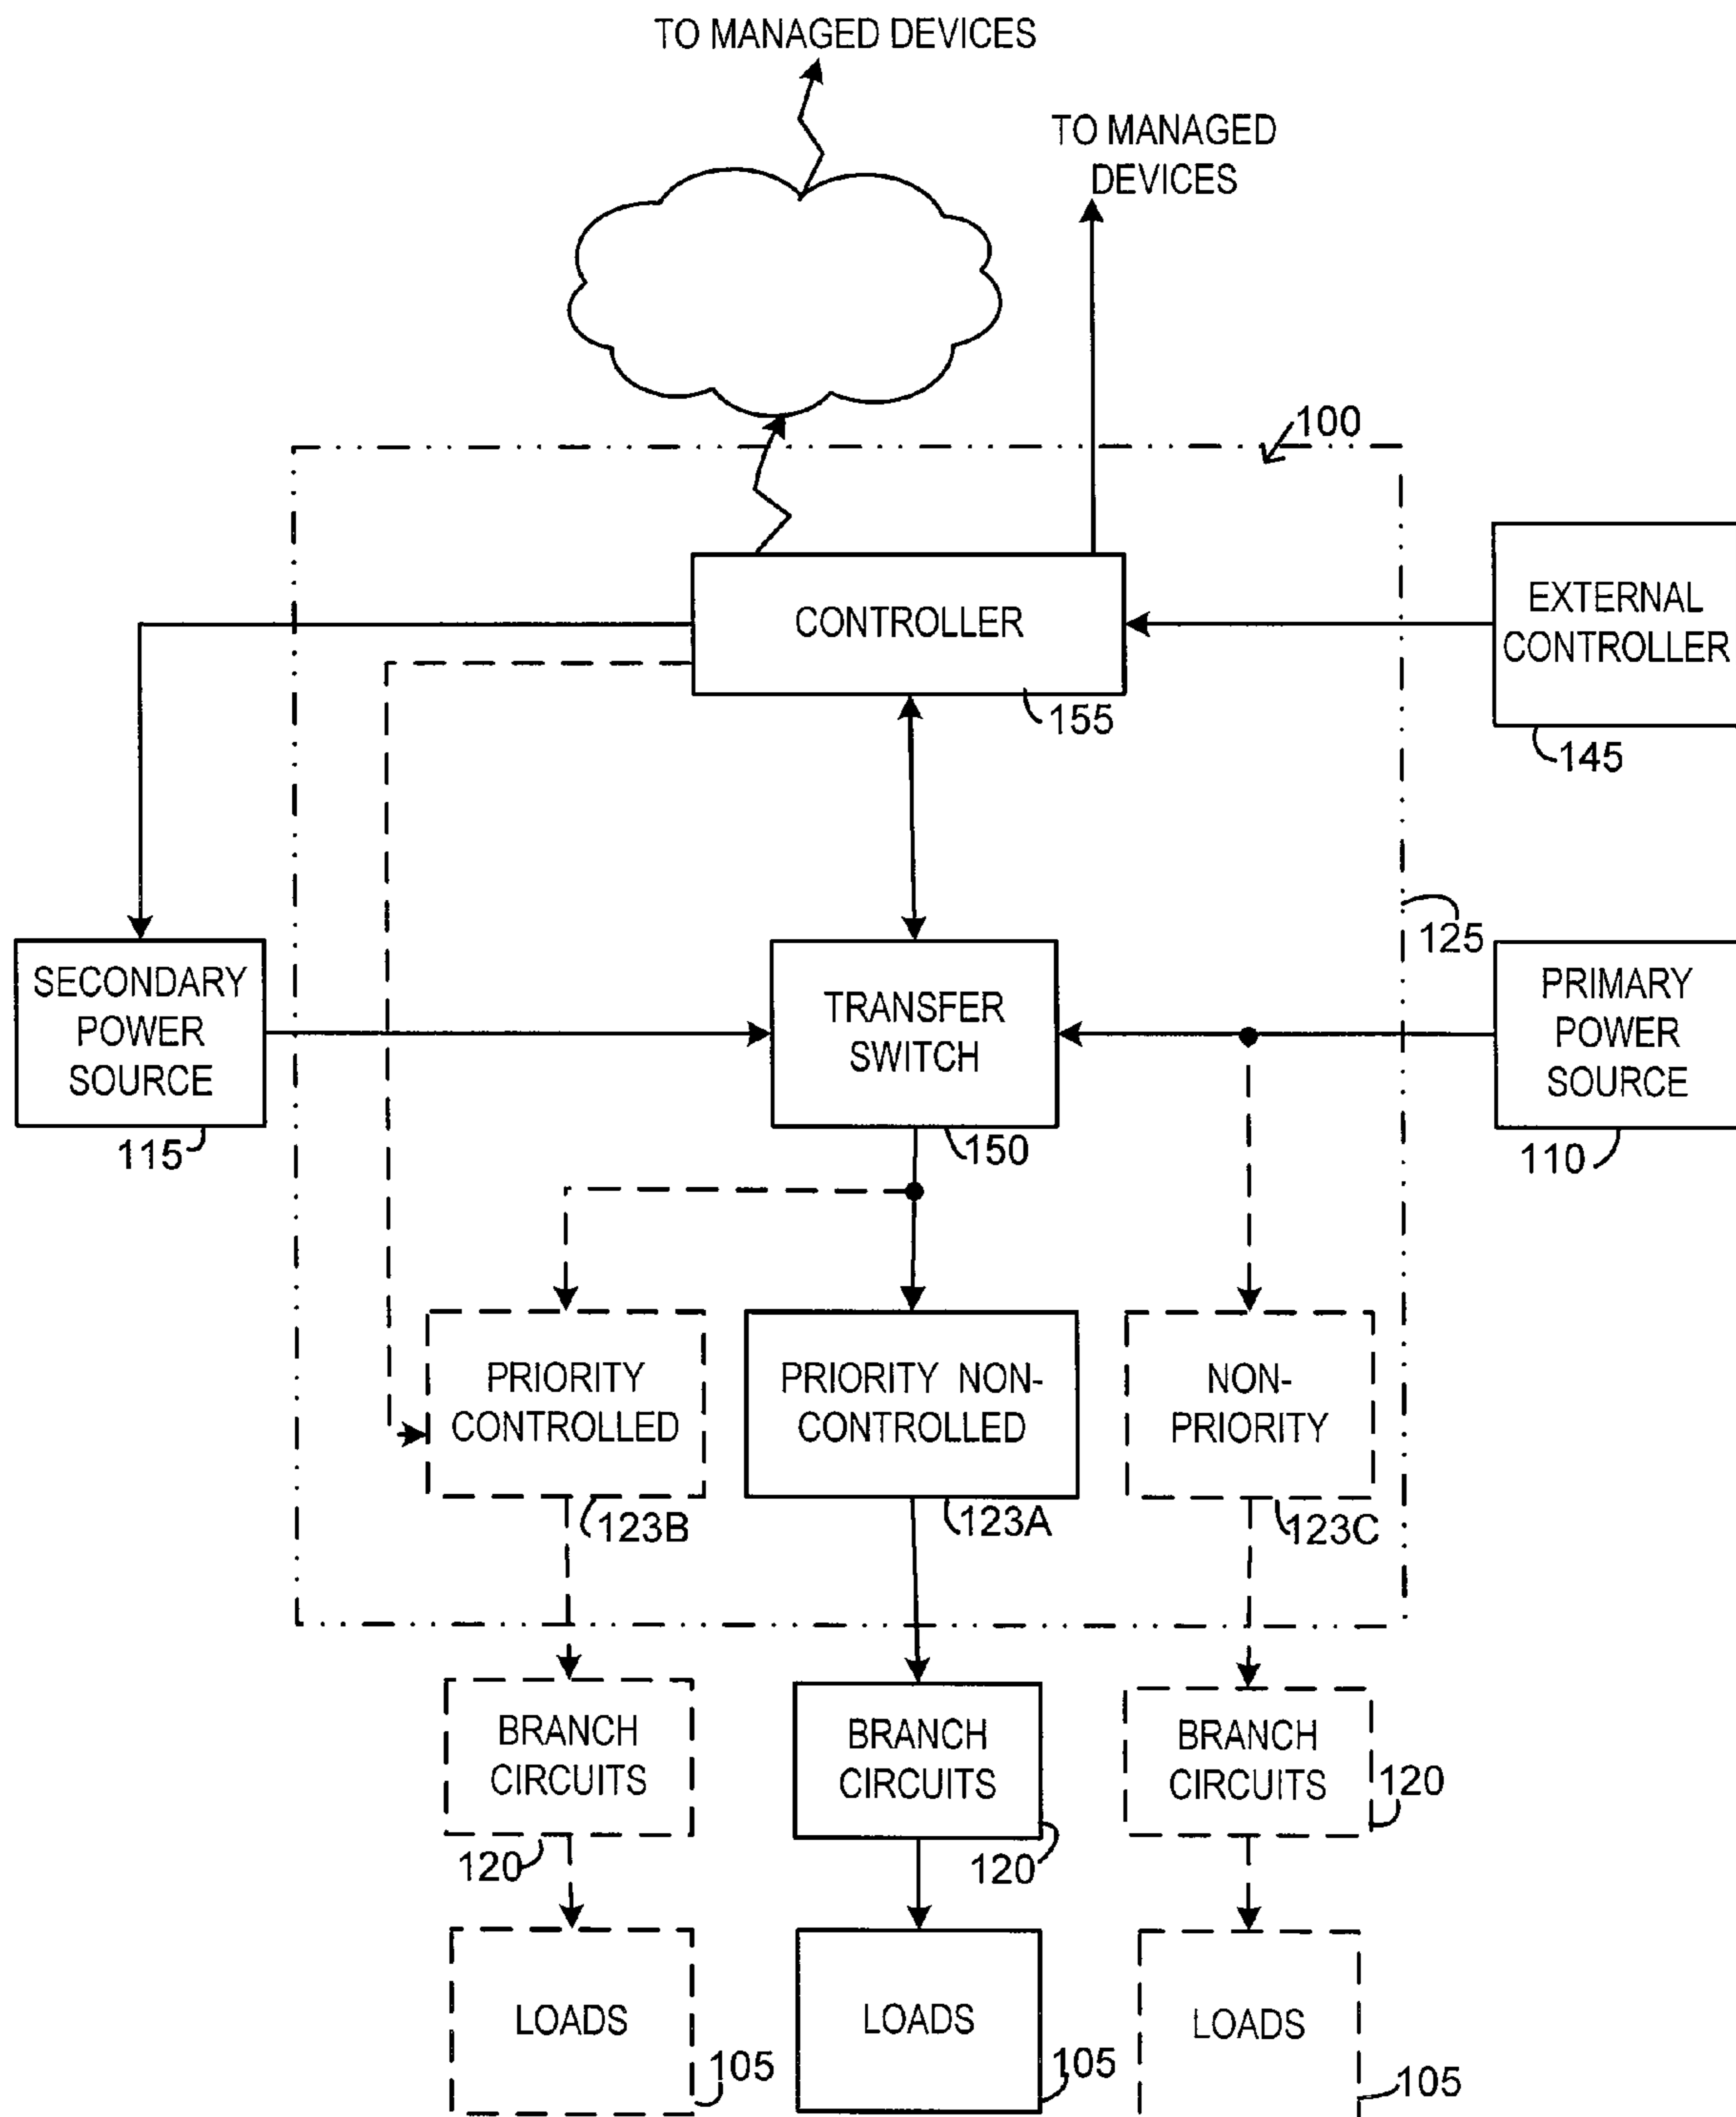 TO MANAGED DEVICES
TO MANAGED
DEVICES
100
CONTROLLER
155
EXTERNAL
CONTROLLER
145
125
SECONDARY
POWER
SOURCE
115
TRANSFER
SWITCH
150
PRIMARY
POWER
SOURCE
110
PRIORITY
CONTROLLED
123B
PRIORITY NON-
CONTROLLED
123A
NON-
PRIORITY
123C
BRANCH
CIRCUITS
120
BRANCH
CIRCUITS
120
BRANCH
CIRCUITS
120
LOADS
105
LOADS
105
LOADS
105